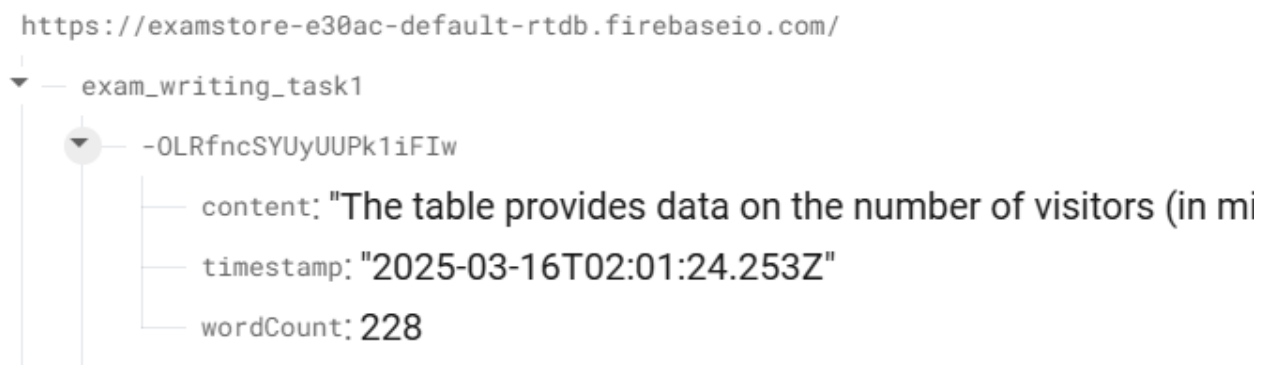 https://examstore-e30ac-default-rtdb.firebaseio.com/
exam_writing_task1
-OLRfncSYUyUUPk1iFIw
content: "The table provides data on the number of visitors (in mi
timestamp: "2025-03-16T02:01:24.253Z"
wordCount: 228